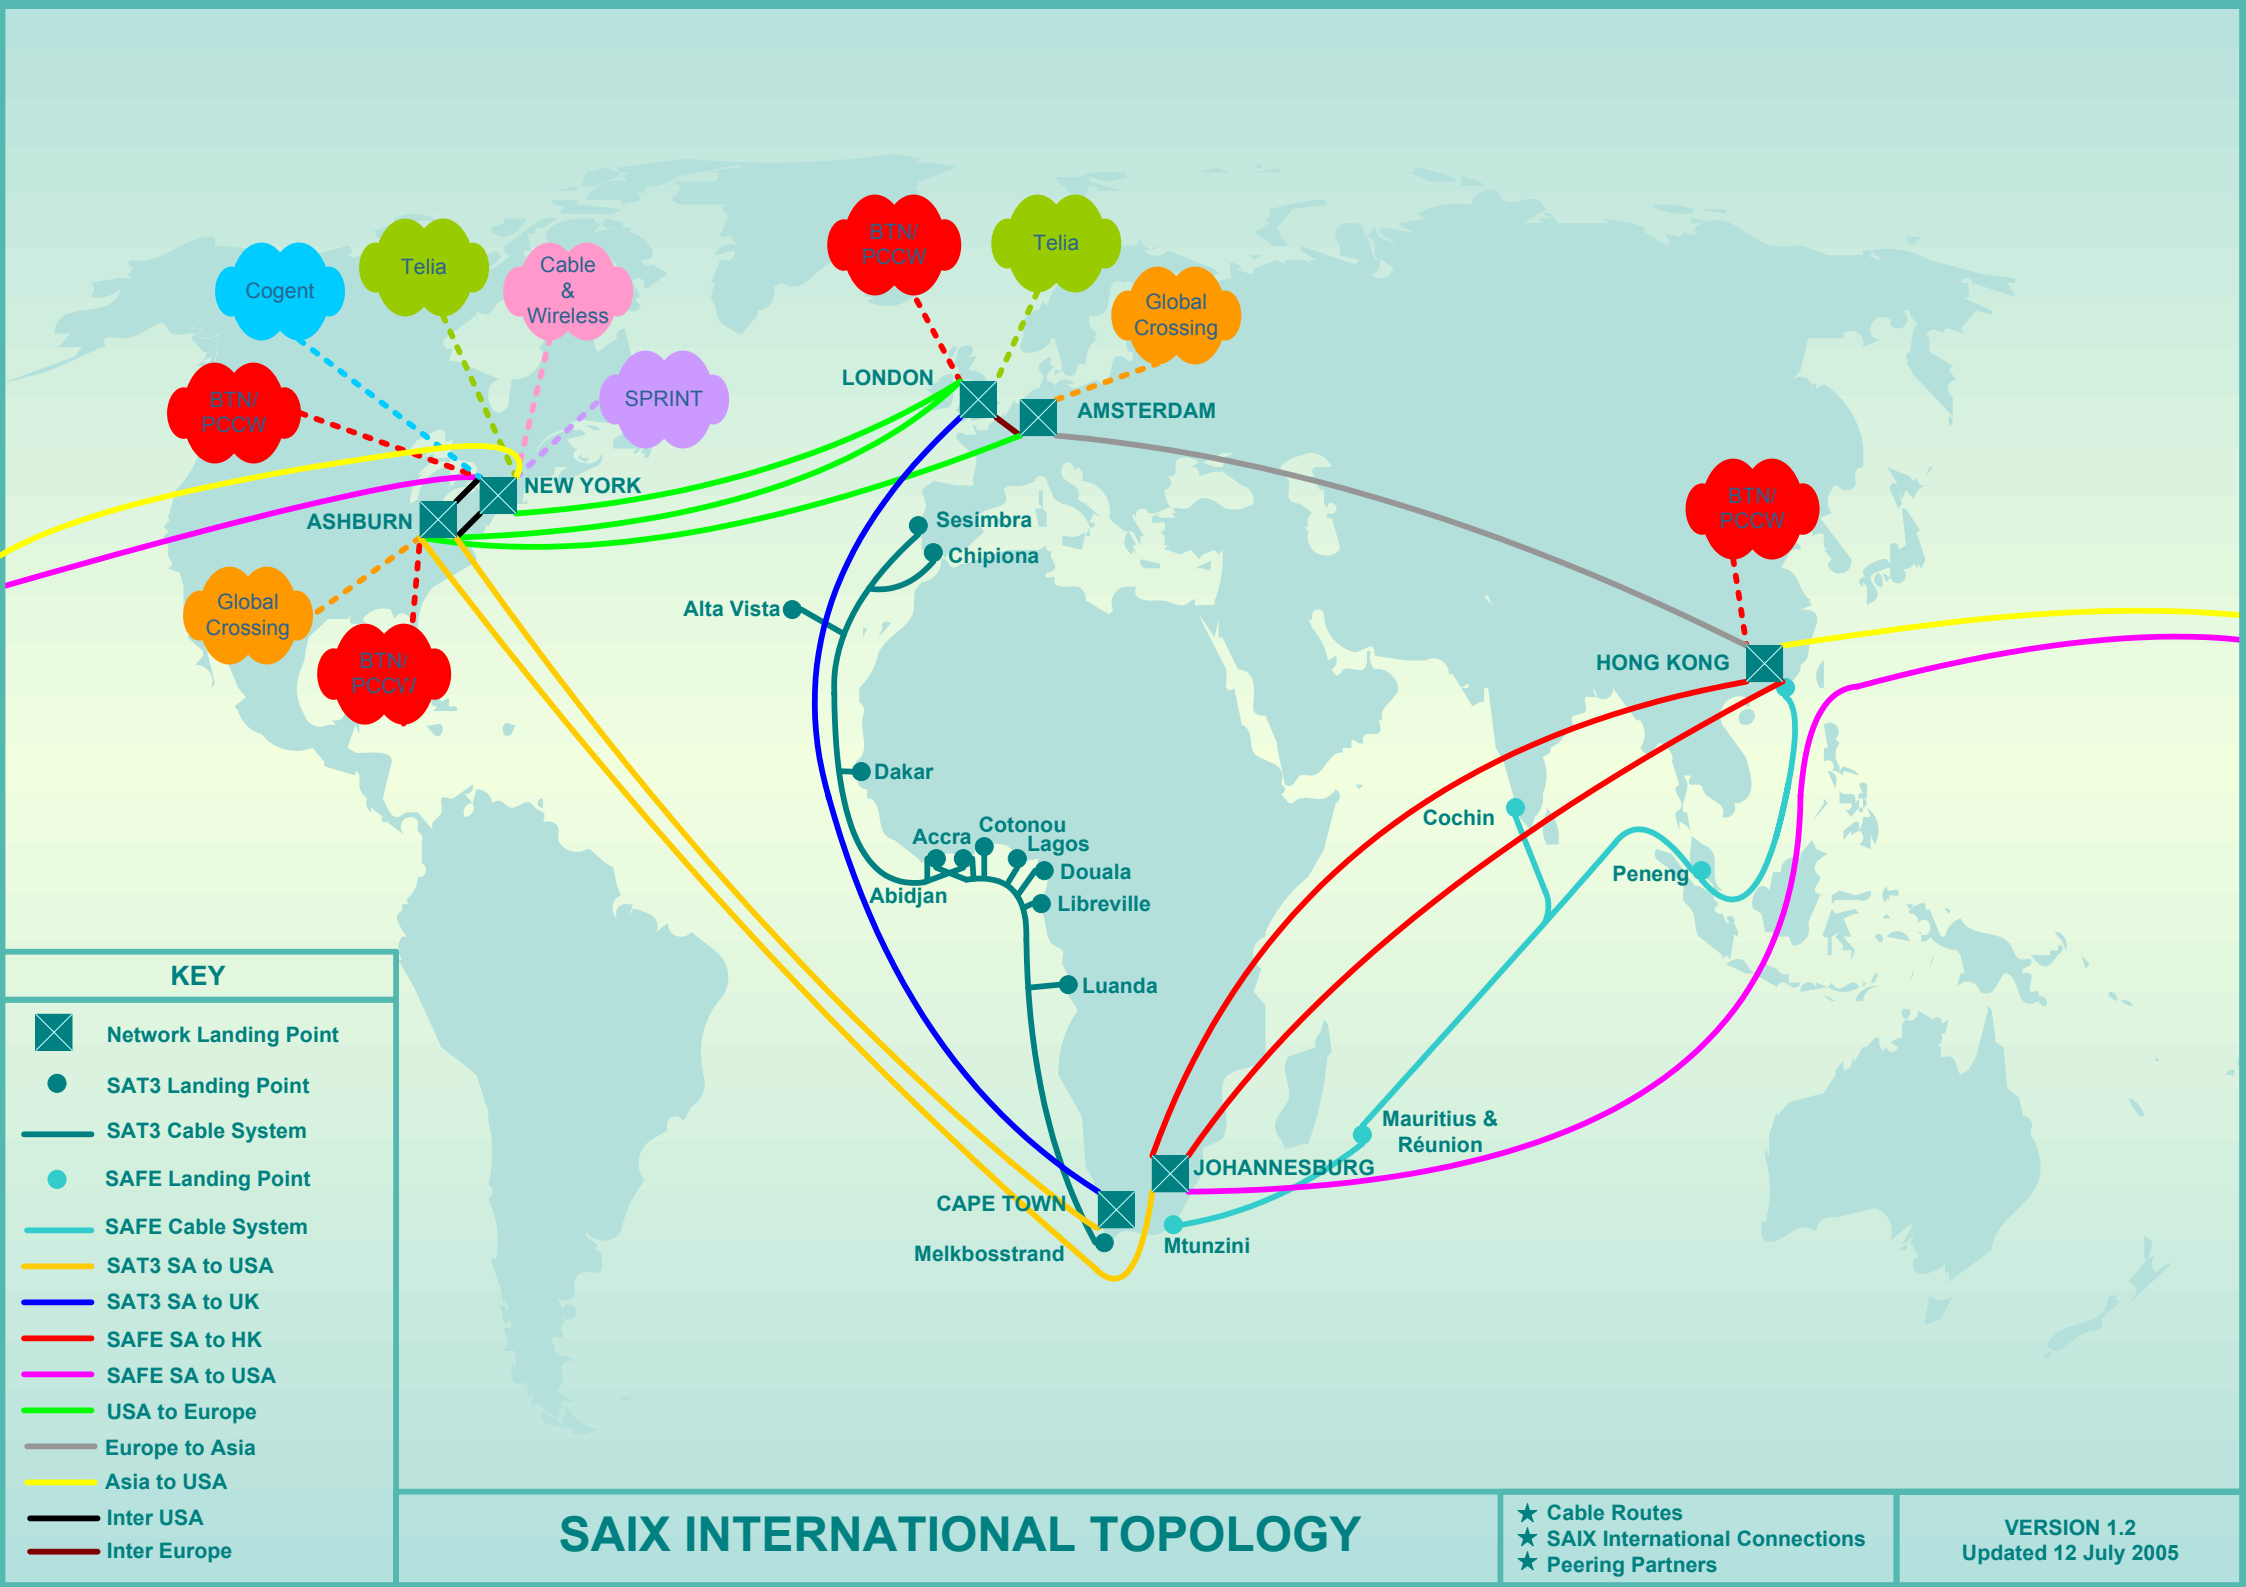 BTN/
PCCW
Telia
Telia
Cable
&
Wireless
Cogent
Global
Crossing
LONDON
SPRINT
BTN/
PCCW
AMSTERDAM
NEW YORK
BTN/
PCCW
ASHBURN
Sesimbra
Chipiona
Global
Crossing
Alta Vista
BTN/
PCCW
HONG KONG
Dakar
Cochin
Cotonou
Accra
Lagos
Douala
Peneng
Abidjan
Libreville
Luanda
Mauritius &
Réunion
JOHANNESBURG
CAPE TOWN
Mtunzini
Melkbosstrand
KEY
Network Landing Point
SAT3 Landing Point
SAT3 Cable System
SAFE Landing Point
SAFE Cable System
SAT3 SA to USA
SAT3 SA to UK
SAFE SA to HK
SAFE SA to USA
USA to Europe
Europe to Asia
Asia to USA
Inter USA
Inter Europe
SAIX INTERNATIONAL TOPOLOGY
★ Cable Routes
★ SAIX International Connections
★ Peering Partners
VERSION 1.2
Updated 12 July 2005